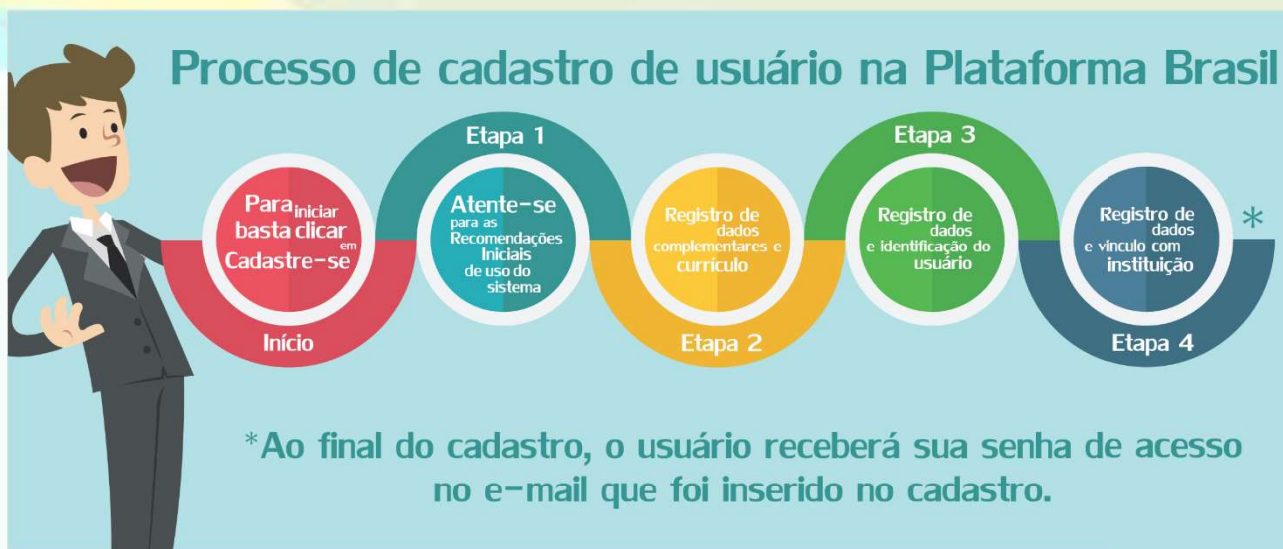 Processo de cadastro de usuário na Plataforma Brasil
Para iniciar
basta clicar
em
Cadastre-se
Início
Etapa 1
Atente-se
para as
Recomendações
Iniciais
de uso do
sistema
Registro de
dados
complementares e
currículo
Etapa 2
Etapa 3
Registro de
dados
e identificação do
usuário
Registro de
dados
e vínculo com
instituição
*
Etapa 4
*Ao final do cadastro, o usuário receberá sua senha de acesso
no e-mail que foi inserido no cadastro.